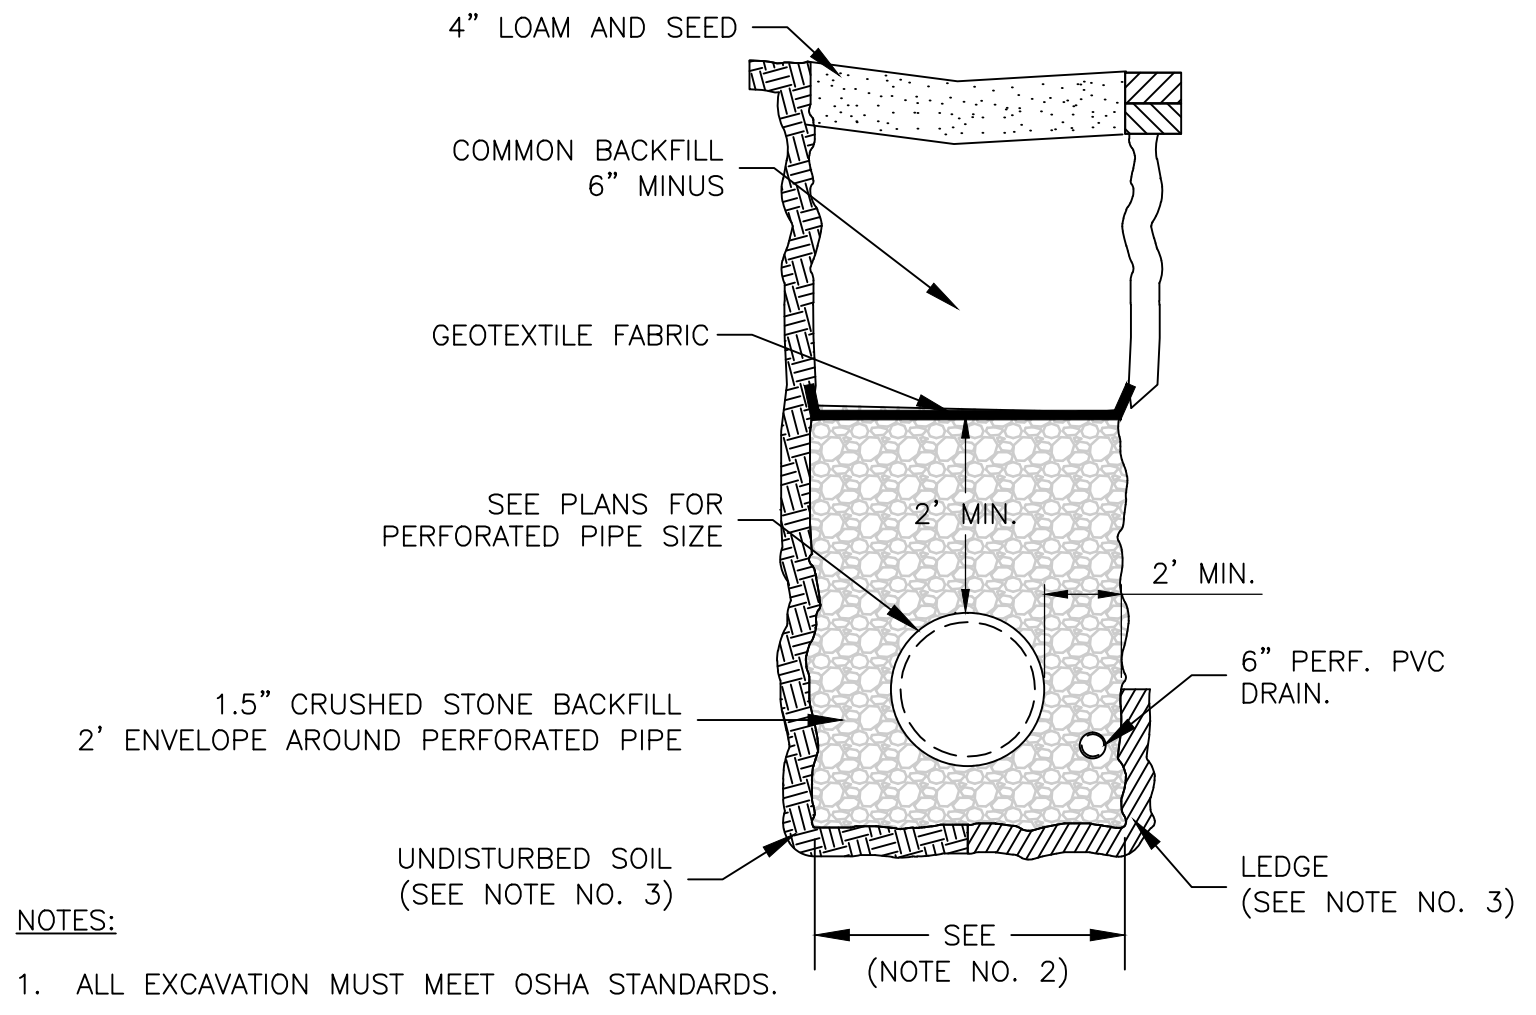 4” LOAM AND SEED
COMMON BACKFILL
6” MINUS
GEOTEXTILE FABRIC
SEE PLANS FOR
PERFORATED PIPE SIZE
2’ MIN.
2’ MIN.
6” PERF. PVC
DRAIN.
1.5” CRUSHED STONE BACKFILL
2’ ENVELOPE AROUND PERFORATED PIPE
UNDISTURBED SOIL
(SEE NOTE NO. 3)
LEDGE
(SEE NOTE NO. 3)
SEE
(NOTE NO. 2)
NOTES:
1. ALL EXCAVATION MUST MEET OSHA STANDARDS.